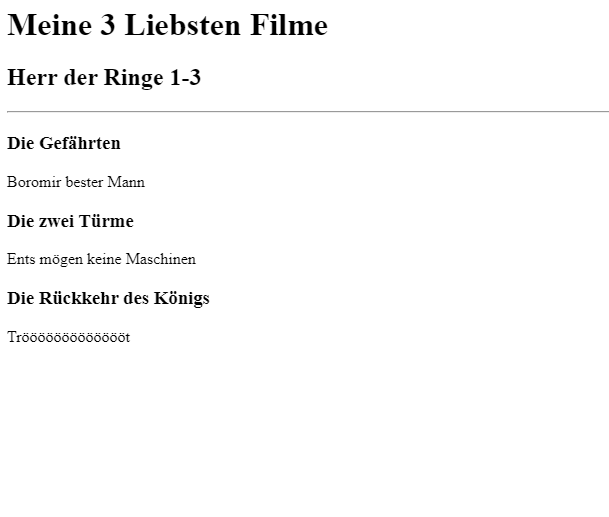 Meine 3 Liebsten Filme
Herr der Ringe 1-3
Die Gefährten
Boromir bester Mann
Die zwei Türme
Ents mögen keine Maschinen
Die Rückkehr des Königs
Trööööööööööööööt